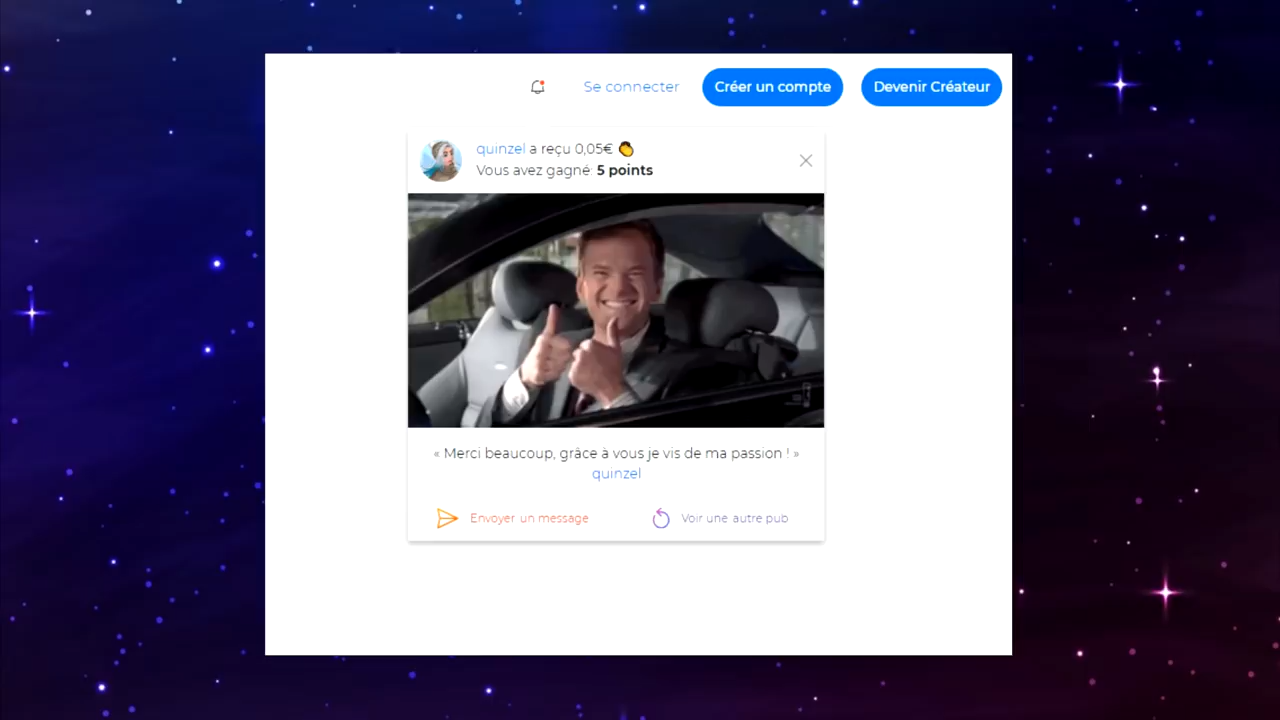 Se connecter
Créer un compte
Devenir Créateur
quinzel a reçu 0,05€ 👏
Vous avez gagné: 5 points
« Merci beaucoup, grâce à vous je vis de ma passion ! »
quinzel
Envoyer un message
Voir une autre pub